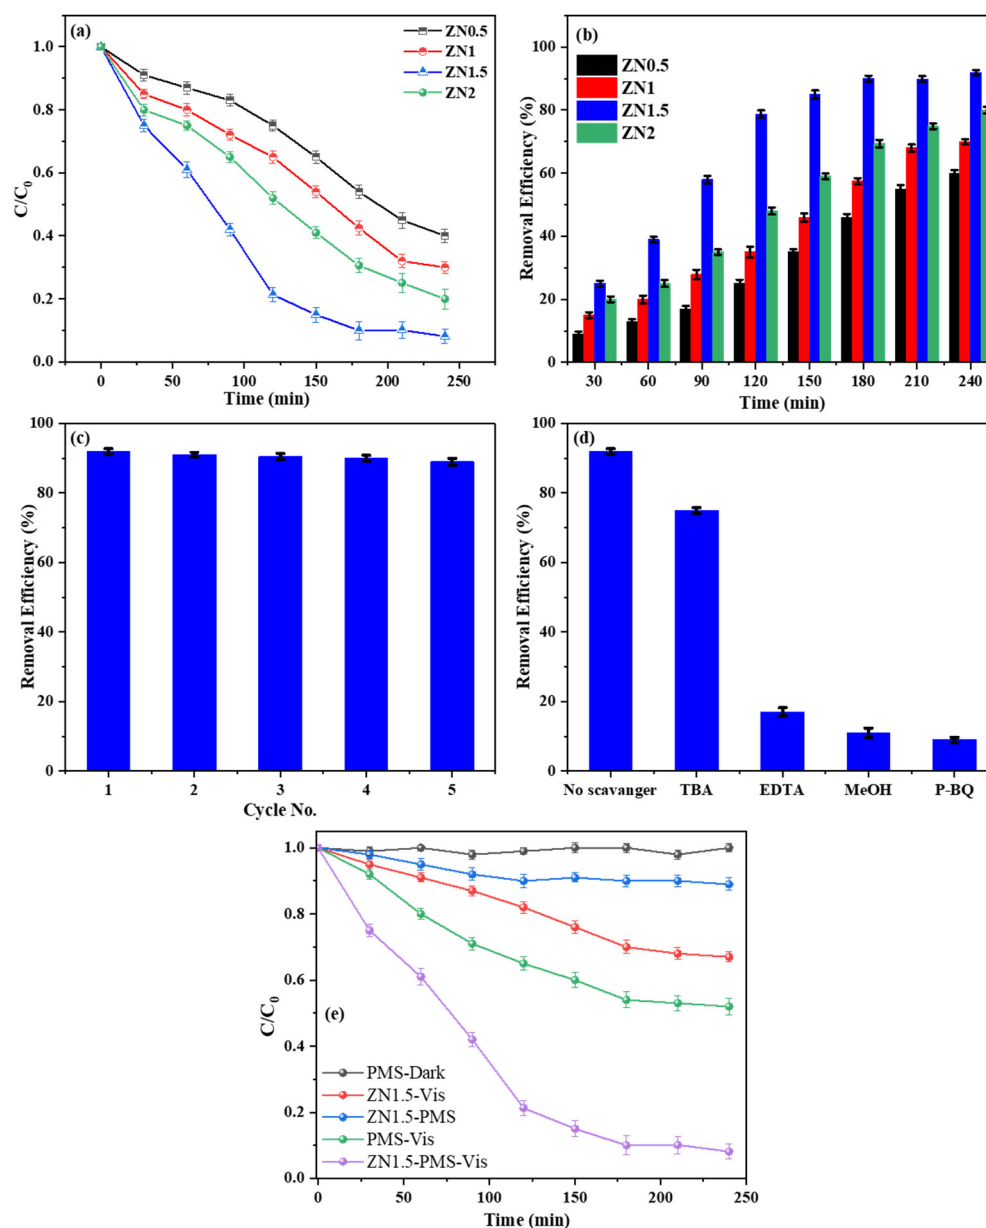 (a)
ZN0.5
ZN1
ZN1.5
ZN2
C/C0
1.0
0.8
0.6
0.4
0.2
0.0
0 50 100 150 200 250
Time (min)
(b)
ZN0.5
ZN1
ZN1.5
ZN2
Removal Efficiency (%)
100
80
60
40
20
0
30 60 90 120 150 180 210 240
Time (min)
(c)
Removal Efficiency (%)
100
80
60
40
20
0
1 2 3 4 5
Cycle No.
(d)
Removal Efficiency (%)
100
80
60
40
20
0
No scavanger TBA EDTA MeOH P-BQ
(e)
C/C0
1.0
0.8
0.6
0.4
0.2
0.0
PMS-Dark
ZN1.5-Vis
ZN1.5-PMS
PMS-Vis
ZN1.5-PMS-Vis
0 50 100 150 200 250
Time (min)